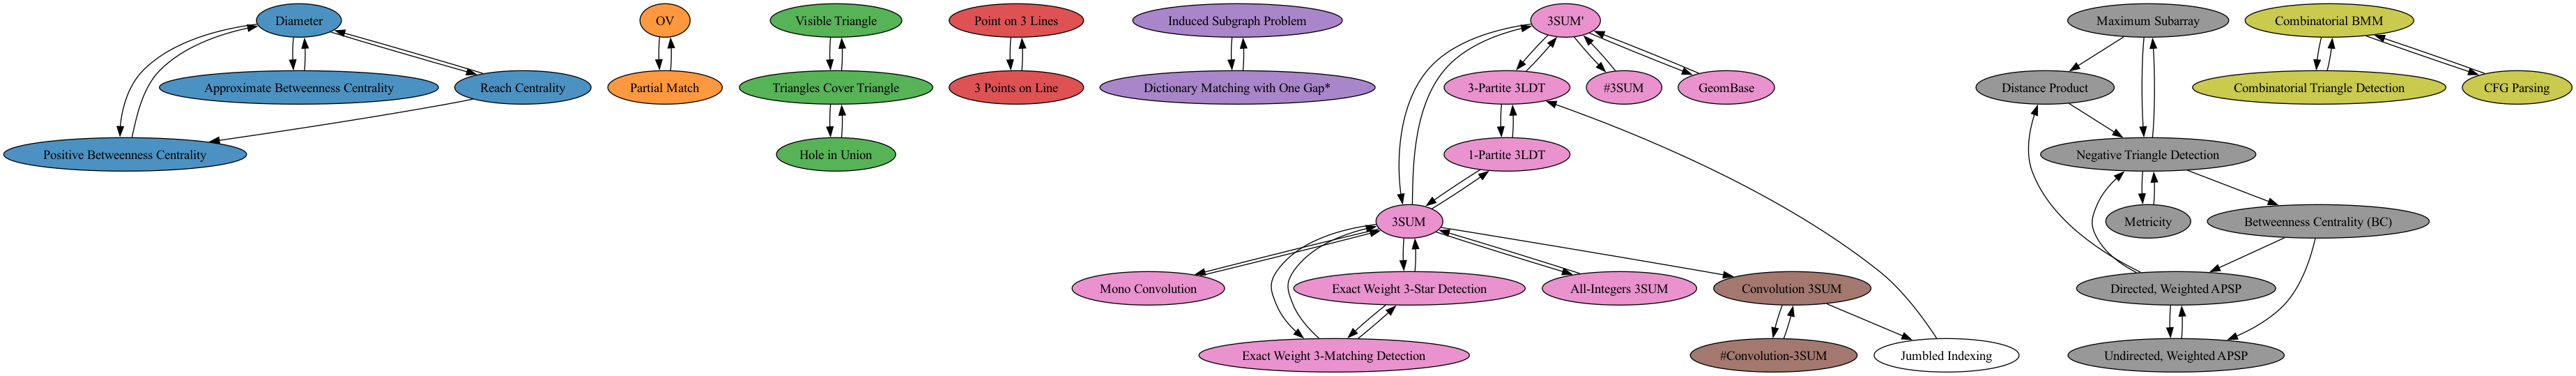 Diameter
OV
Visible Triangle
Point on 3 Lines
Induced Subgraph Problem
3SUM'
Maximum Subarray
Combinatorial BMM
Approximate Betweenness Centrality
Reach Centrality
Partial Match
Triangles Cover Triangle
3 Points on Line
Dictionary Matching with One Gap*
3-Partite 3LDT
#3SUM
GeomBase
Distance Product
Combinatorial Triangle Detection
CFG Parsing
Positive Betweenness Centrality
Hole in Union
1-Partite 3LDT
Negative Triangle Detection
3SUM
Metricity
Betweenness Centrality (BC)
Mono Convolution
Exact Weight 3-Star Detection
All-Integers 3SUM
Convolution 3SUM
Directed, Weighted APSP
Exact Weight 3-Matching Detection
#Convolution-3SUM
Jumbled Indexing
Undirected, Weighted APSP